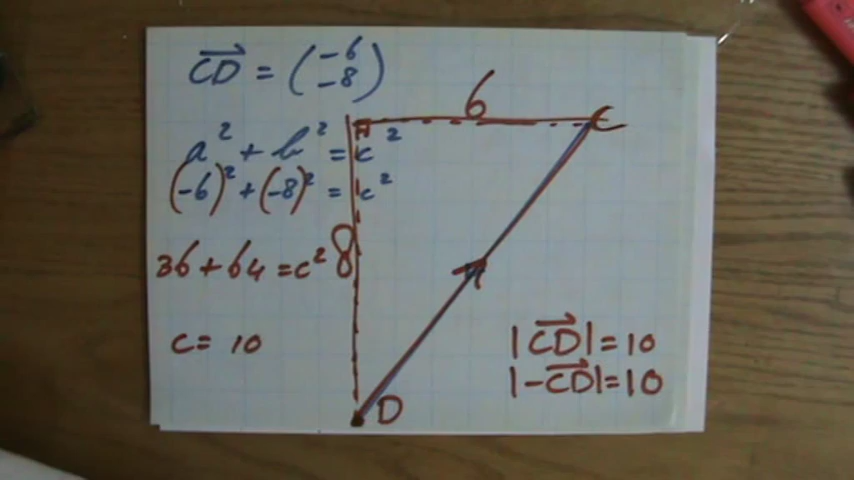 CD⃗ = (-6 -8)
6
C
a² + b² = c²
(-6)² + (-8)² = c²
36 + 64 = c²
8
c = 10
|CD⃗| = 10
|-CD⃗| = 10
D